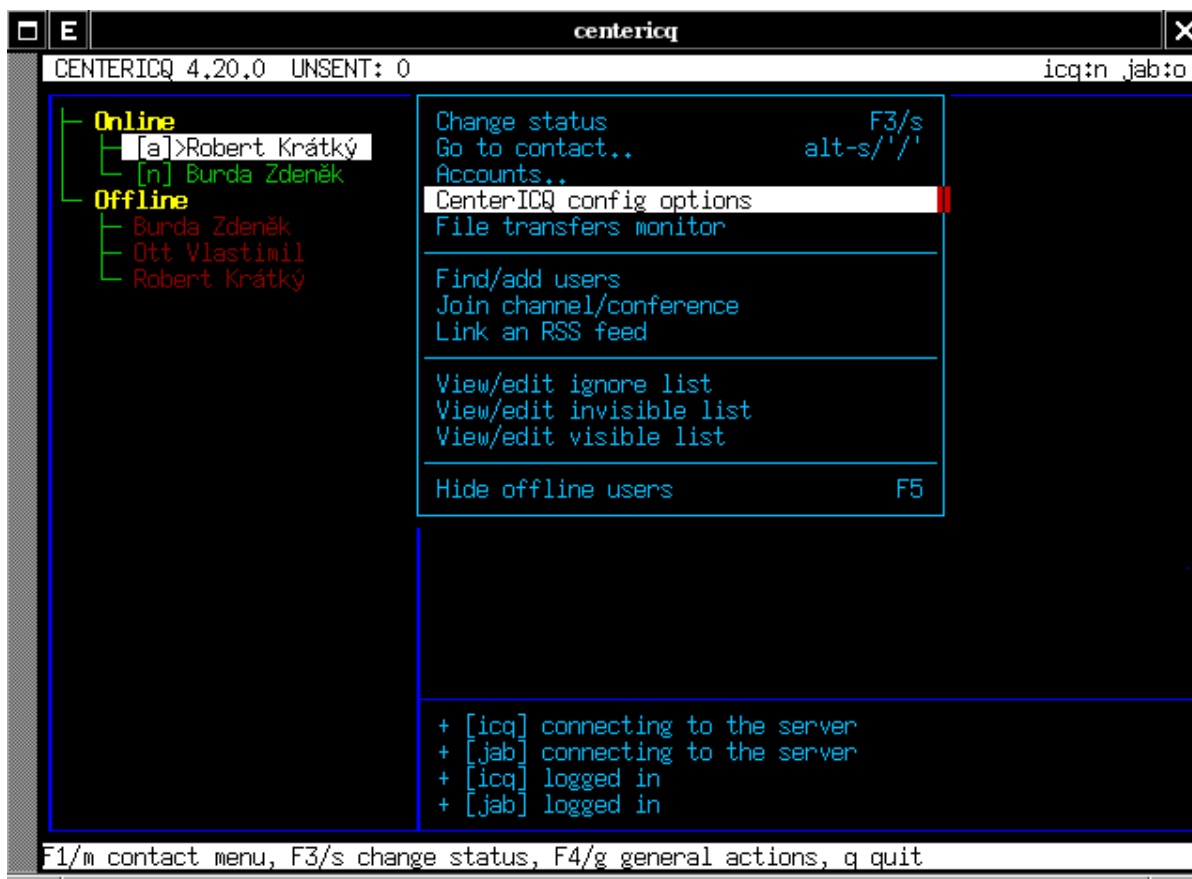 E centericq X
CENTERICQ 4.20.0 UNSENT: 0 icq:n jab:o
Online
[a]>Robert Krátký
[n] Burda Zdeněk
Offline
Burda Zdeněk
Ott Vlastimil
Robert Krátký
Change status F3/s
Go to contact.. alt-s/'/'
Accounts..
CenterICQ config options
File transfers monitor
Find/add users
Join channel/conference
Link an RSS feed
View/edit ignore list
View/edit invisible list
View/edit visible list
Hide offline users F5
+ [icq] connecting to the server
+ [jab] connecting to the server
+ [icq] logged in
+ [jab] logged in
F1/m contact menu, F3/s change status, F4/g general actions, q quit